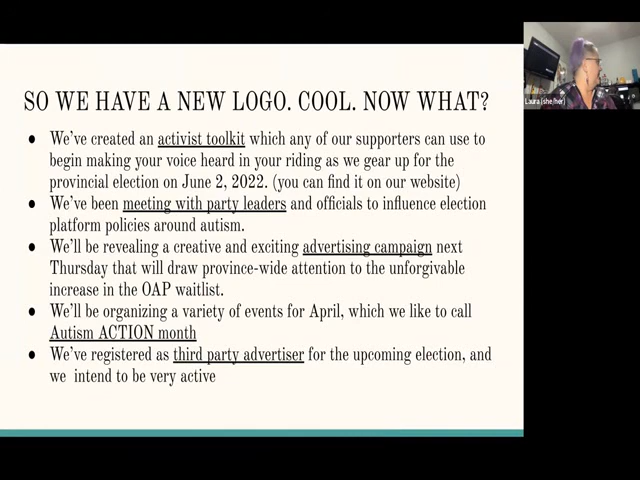 SO WE HAVE A NEW LOGO. COOL. NOW WHAT?
● We've created an activist toolkit which any of our supporters can use to
begin making your voice heard in your riding as we gear up for the
provincial election on June 2, 2022. (you can find it on our website)
● We've been meeting with party leaders and officials to influence election
platform policies around autism.
● We'll be revealing a creative and exciting advertising campaign next
Thursday that will draw province-wide attention to the unforgivable
increase in the OAP waitlist.
● We'll be organizing a variety of events for April, which we like to call
Autism ACTION month
● We've registered as third party advertiser for the upcoming election, and
we intend to be very active
Laura (she/her)